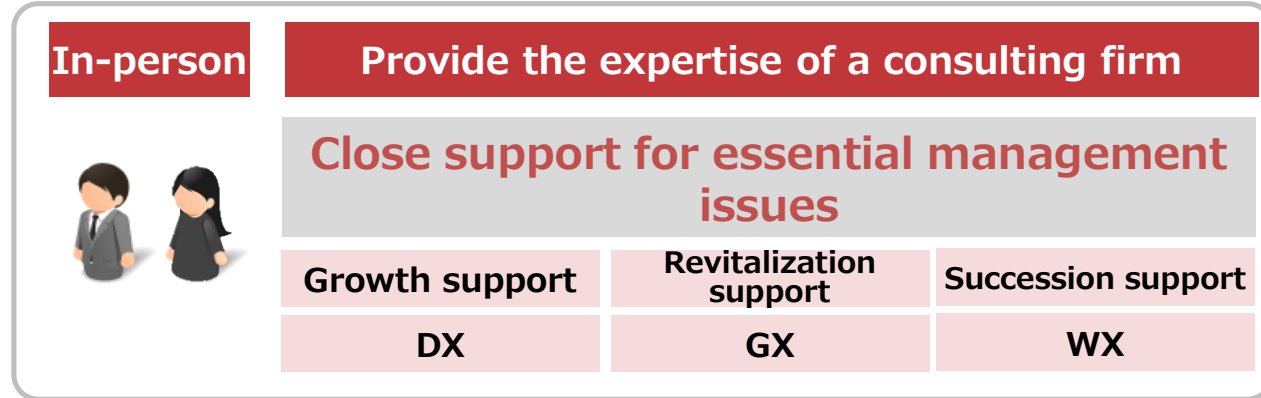 In-person
Provide the expertise of a consulting firm
Close support for essential management
issues
Growth support
Revitalization
support
Succession support
DX
GX
WX